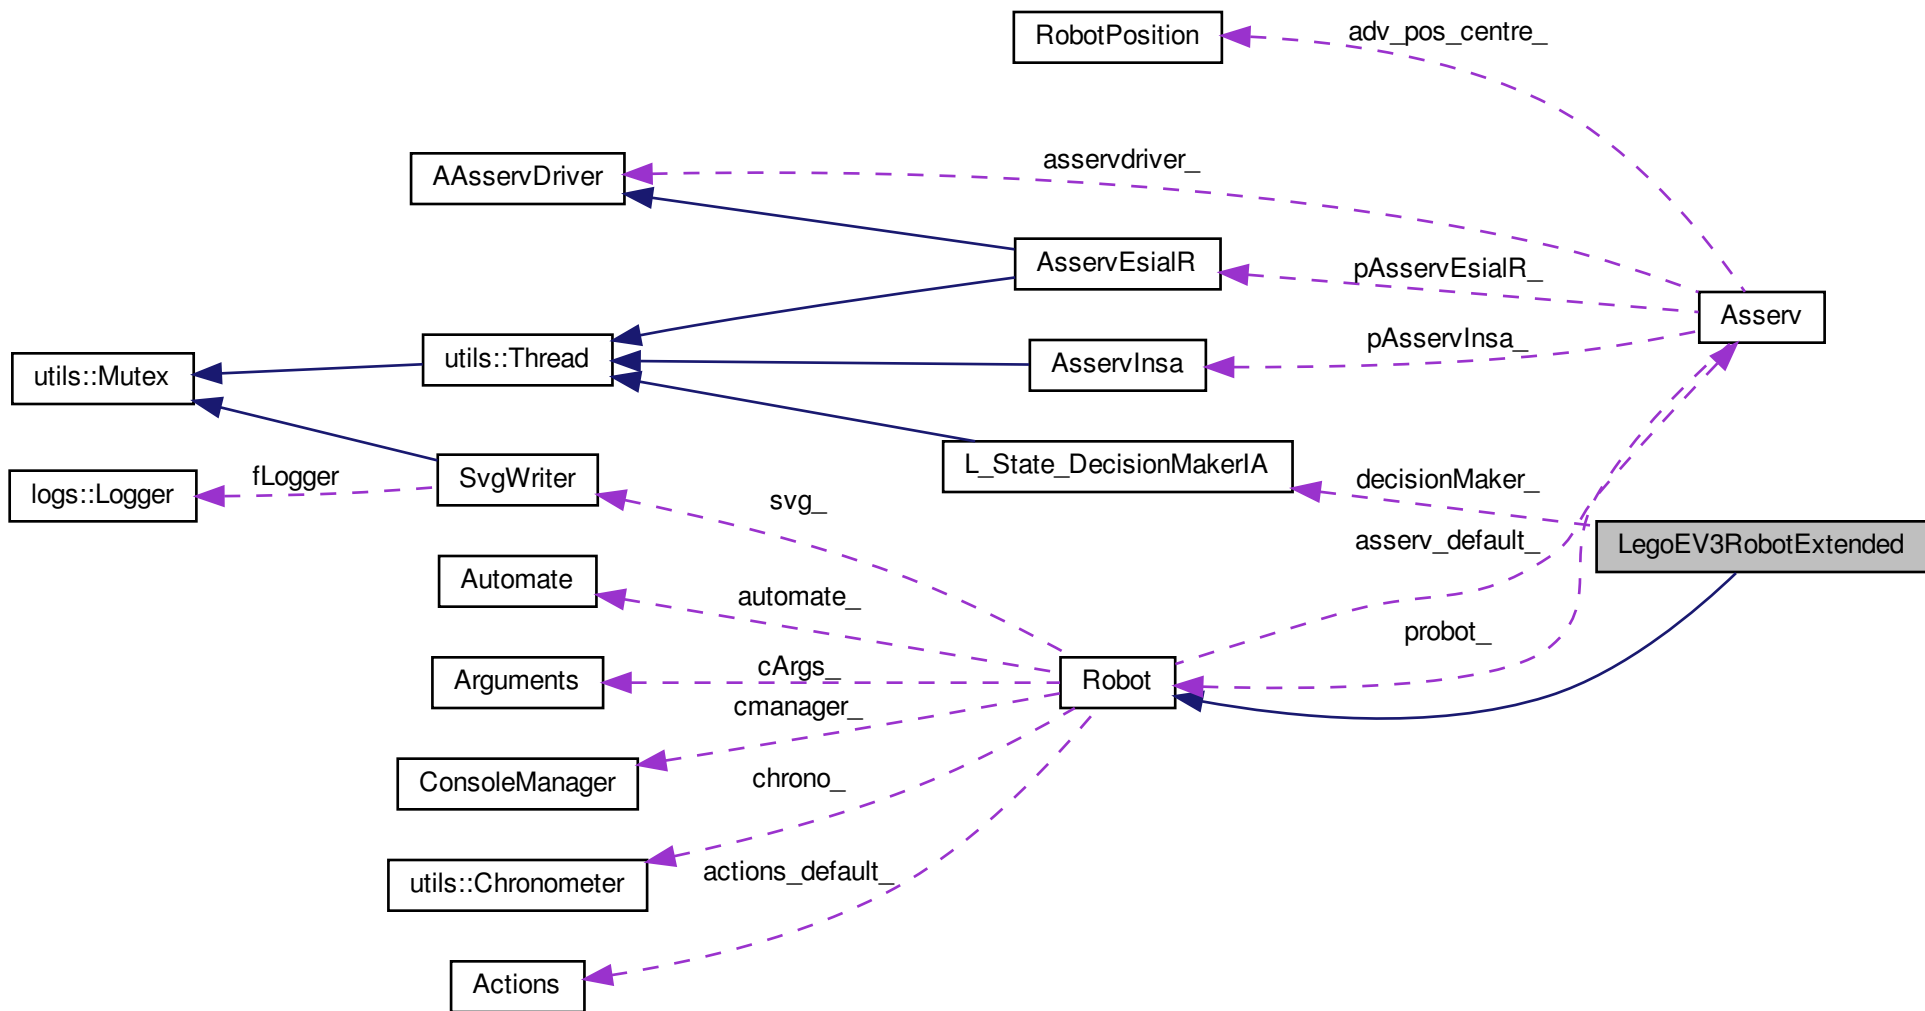 RobotPosition
adv_pos_centre_
asservdriver_
AAsservDriver
AsservEsialR
pAsservEsialR_
Asserv
pAsservInsa_
utils::Thread
AsservInsa
utils::Mutex
L_State_DecisionMakerIA
fLogger
SvgWriter
decisionMaker_
logs::Logger
svg_
asserv_default_
LegoEV3RobotExtended
Automate
automate_
probot_
Arguments
cArgs_
Robot
cmanager_
ConsoleManager
chrono_
utils::Chronometer
actions_default_
Actions